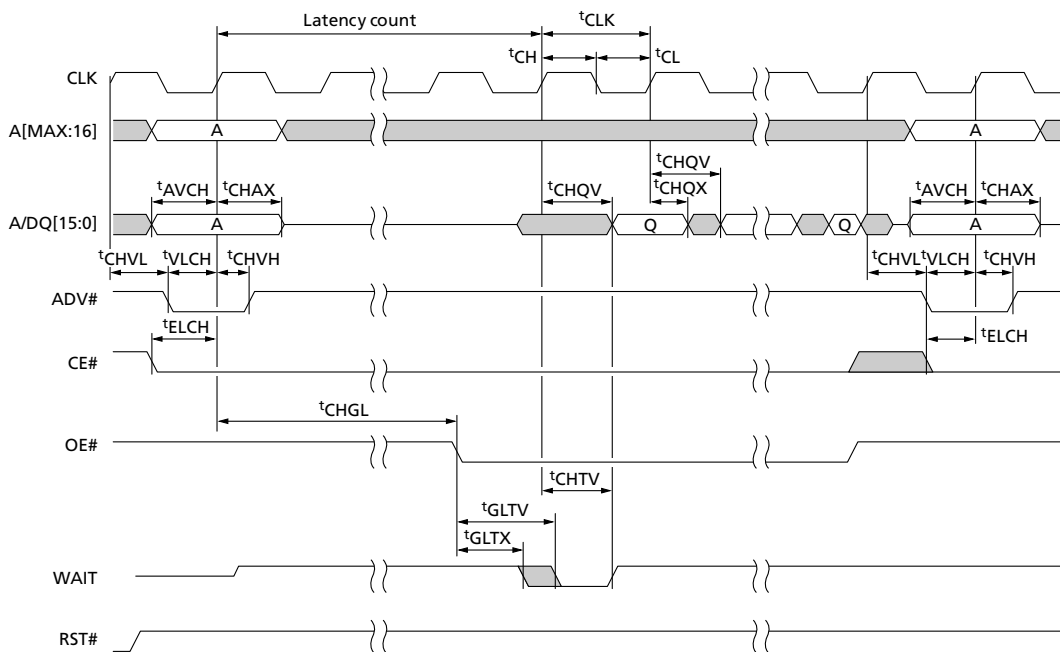 Latency count
tCLK
tCH
tCL
CLK
A[MAX:16]
A
A
tCHQV
tAVCH
tCHAX
tCHQV
tCHQX
tAVCH
tCHAX
A/DQ[15:0]
A
Q
Q
A
tCHVL
tVLCH
tCHVH
tCHVL
tVLCH
tCHVH
ADV#
tELCH
tELCH
CE#
tCHGL
OE#
tCHTV
tGLTV
tGLTX
WAIT
RST#